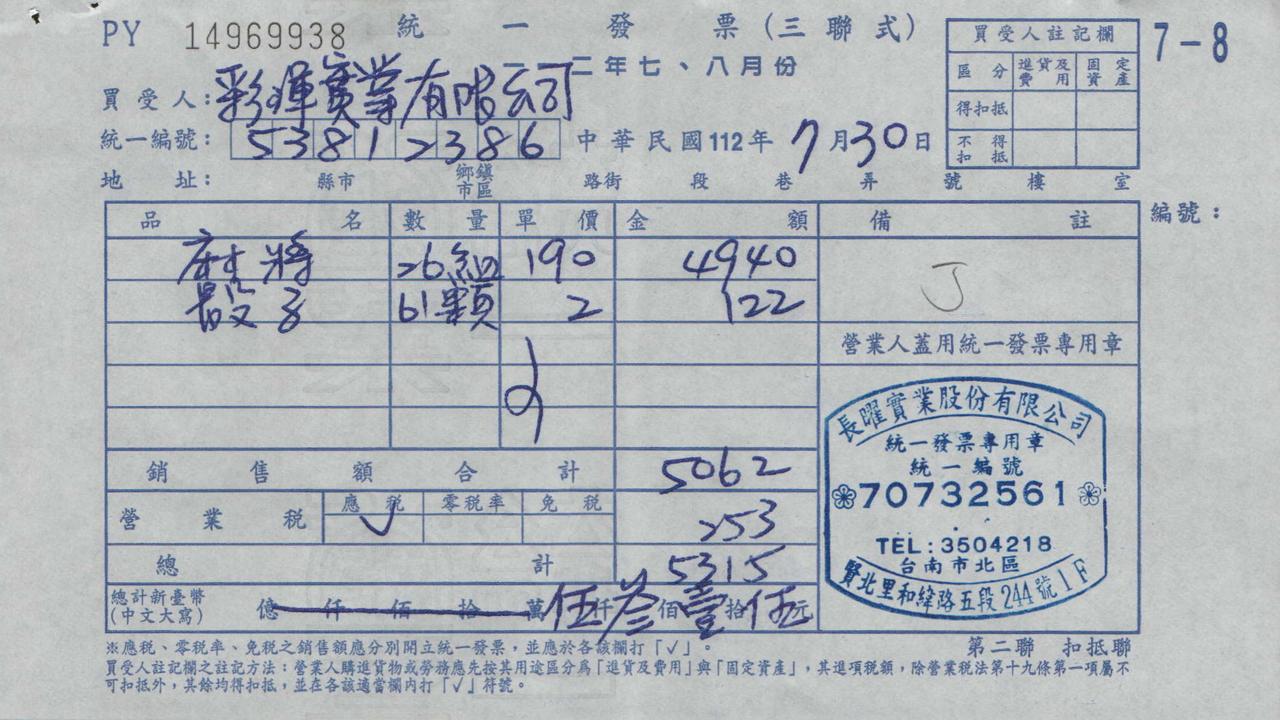 PY 14969938 統一發票(三聯式) 7-8
一一二年七、八月份
買受人註記欄
區分 進貨及費用 固定資產
得扣抵
不得扣抵
買受人:彩琿實業有限公司
統一編號: 53812386 中華民國112年7月30日
地址: 縣市 鄉鎮市區 路街 段 巷 弄 號 樓 室
品名 數量 單價 金額 備註 編號:
麻將 26組 190 4940
骰子 61顆 2 122
營業人蓋用統一發票專用章
銷售額合計 5062
營業稅 應稅 零稅率 免稅 253
✓
總計 5315
總計新臺幣(中文大寫) 億仟佰拾萬伍仟叁佰壹拾伍元
長曜實業股份有限公司
統一發票專用章
統一編號
70732561
TEL:3504218
台南市北區
賢北里和緯路五段244號1F
※應稅、零稅率、免稅之銷售額應分別開立統一發票,並應於各該欄打「√」。 第二聯 扣抵聯
買受人註記欄之註記方法:營業人購進貨物或勞務應先按其用途區分為「進貨及費用」與「固定資產」,其進項稅額,除營業稅法第十九條第一項屬不
可扣抵外,其餘均得扣抵,並在各該適當欄內打「√」符號。